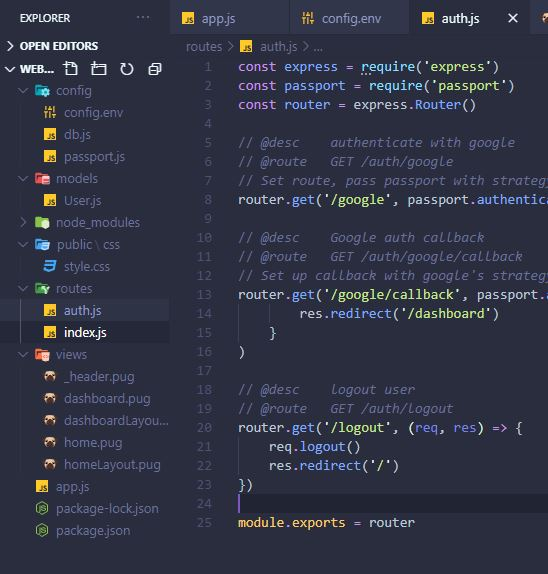 EXPLORER ...
OPEN EDITORS
WEB...
config
config.env
db.js
passport.js
models
User.js
node_modules
public \ css
style.css
routes
auth.js
index.js
views
_header.pug
dashboard.pug
dashboardLayou...
home.pug
homeLayout.pug
app.js
package-lock.json
package.json
app.js config.env auth.js
routes > auth.js > ...
1 const express = require('express')
2 const passport = require('passport')
3 const router = express.Router()
4
5 // @desc    authenticate with google
6 // @route   GET /auth/google
7 // Set route, pass passport with strategy
8 router.get('/google', passport.authentica
9
10 // @desc    Google auth callback
11 // @route   GET /auth/google/callback
12 // Set up callback with google's strategy
13 router.get('/google/callback', passport.a
14         res.redirect('/dashboard')
15     }
16 )
17
18 // @desc    logout user
19 // @route   GET /auth/logout
20 router.get('/logout', (req, res) => {
21     req.logout()
22     res.redirect('/')
23 })
24
25 module.exports = router